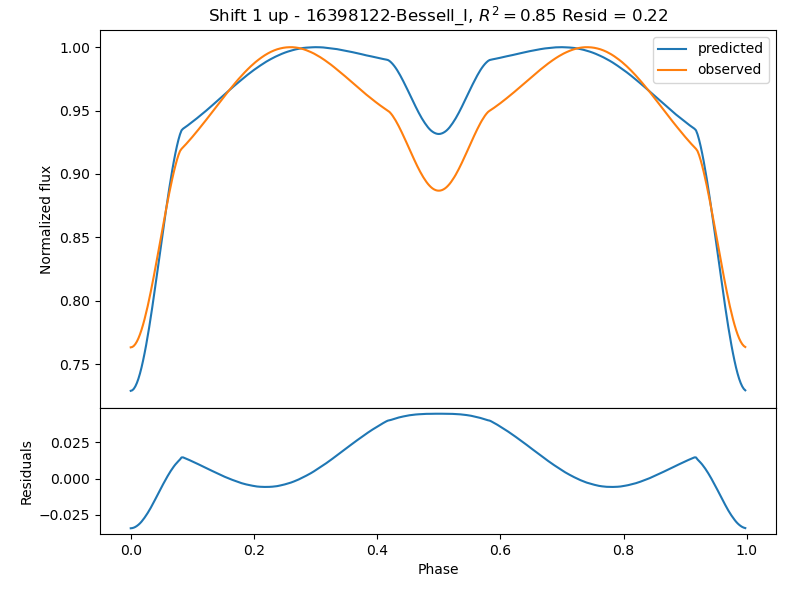 Shift 1 up - 16398122-Bessell_I, R² = 0.85 Resid = 0.22
predicted
observed
Normalized flux
1.00
0.95
0.90
0.85
0.80
0.75
Residuals
0.025
0.000
−0.025
0.0
0.2
0.4
0.6
0.8
1.0
Phase